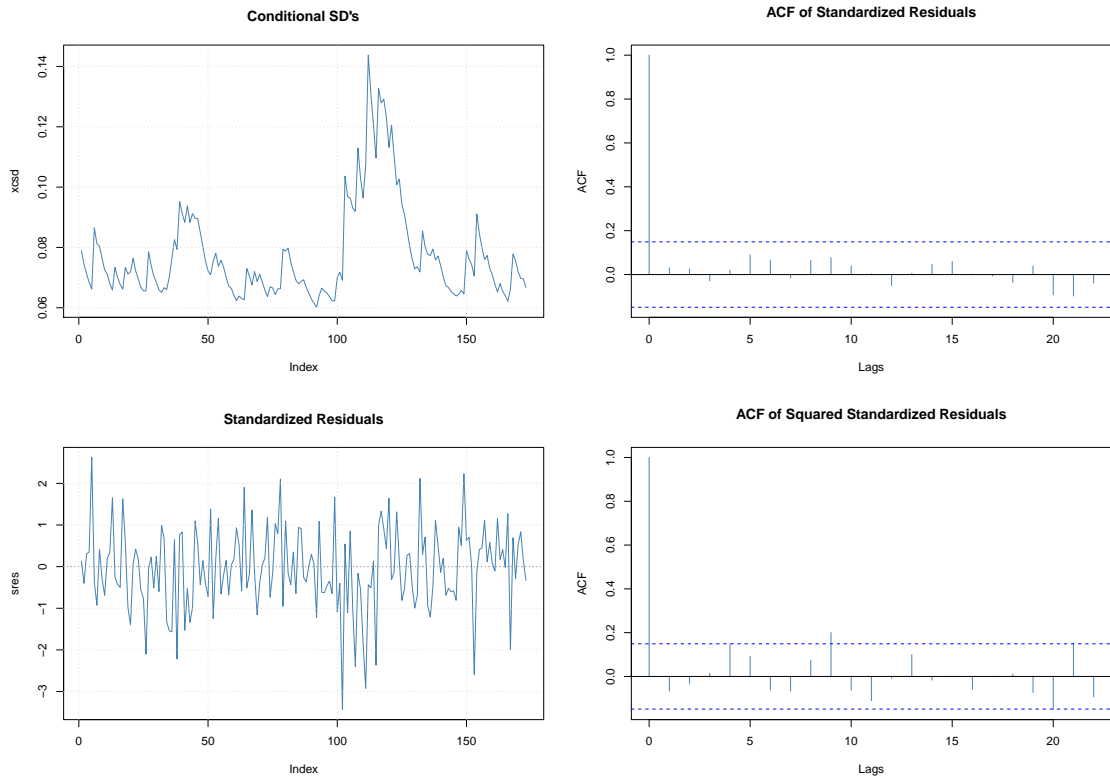 Conditional SD's
xcsd
0.06 0.08 0.10 0.12 0.14
0 50 100 150
Index
ACF of Standardized Residuals
ACF
0.0 0.2 0.4 0.6 0.8 1.0
0 5 10 15 20
Lags
Standardized Residuals
sres
−3 −2 −1 0 1 2
0 50 100 150
Index
ACF of Squared Standardized Residuals
ACF
0.0 0.2 0.4 0.6 0.8 1.0
0 5 10 15 20
Lags